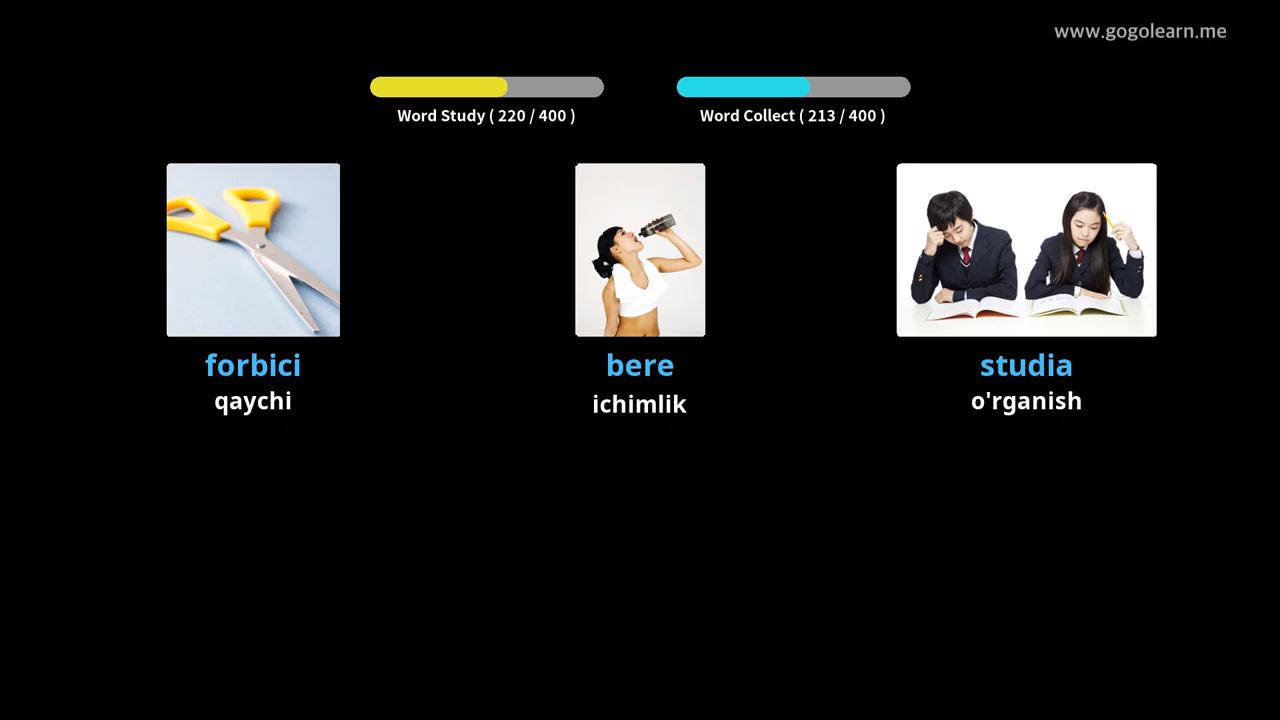 www.gogolearn.me
Word Study ( 220 / 400 )
Word Collect ( 213 / 400 )
forbici
qaychi
bere
ichimlik
studia
o'rganish